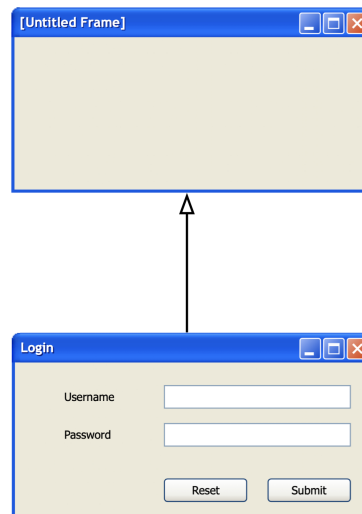 [Untitled Frame]
Login
Username
Password
Reset Submit